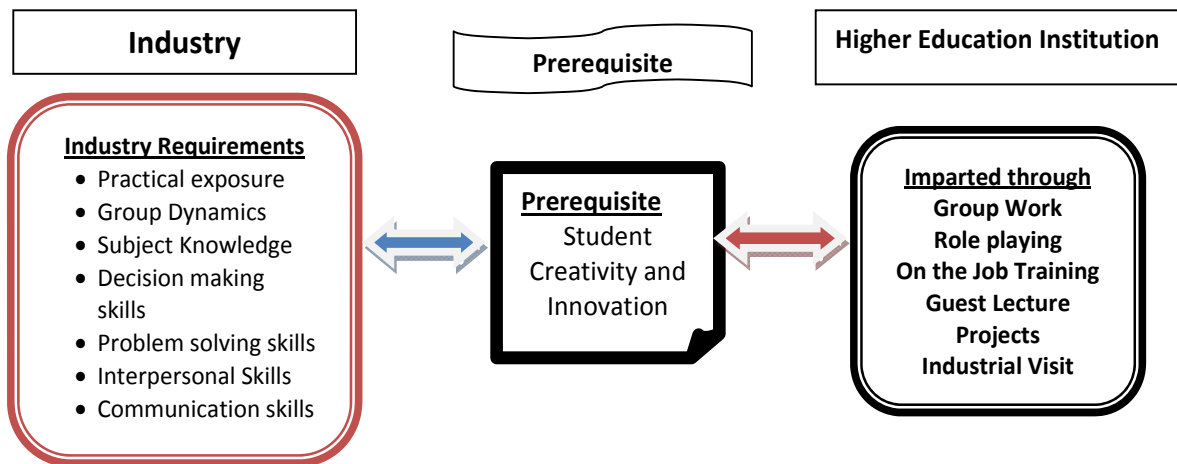 Industry
Prerequisite
Higher Education Institution
Industry Requirements
• Practical exposure
• Group Dynamics
• Subject Knowledge
• Decision making
skills
• Problem solving skills
• Interpersonal Skills
• Communication skills
Prerequisite
Student
Creativity and
Innovation
Imparted through
Group Work
Role playing
On the Job Training
Guest Lecture
Projects
Industrial Visit